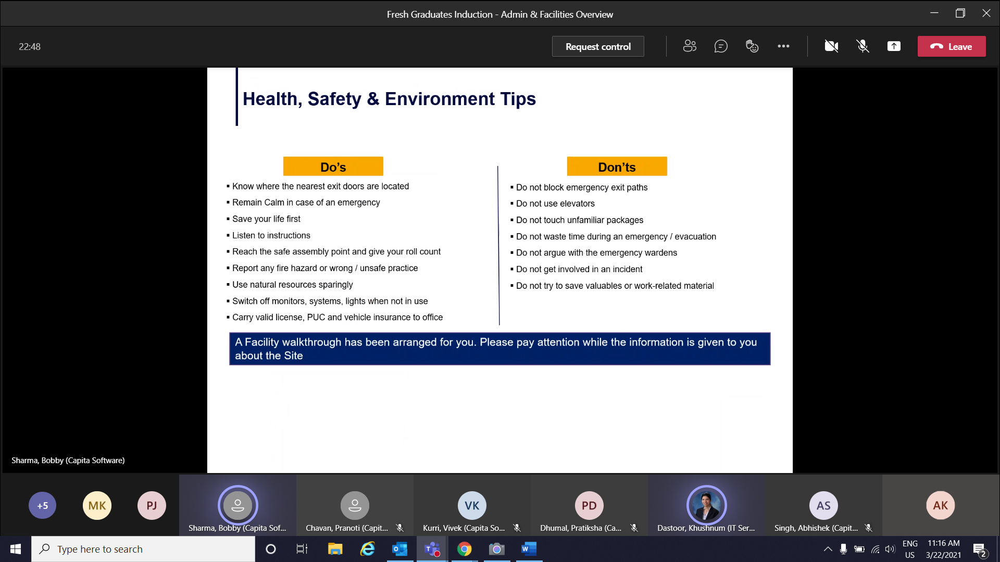 Fresh Graduates Induction - Admin & Facilities Overview
22:48
Request control
Leave
Health, Safety & Environment Tips
Do's
▪ Know where the nearest exit doors are located
▪ Remain Calm in case of an emergency
▪ Save your life first
▪ Listen to instructions
▪ Reach the safe assembly point and give your roll count
▪ Report any fire hazard or wrong / unsafe practice
▪ Use natural resources sparingly
▪ Switch off monitors, systems, lights when not in use
▪ Carry valid license, PUC and vehicle insurance to office
Don'ts
▪ Do not block emergency exit paths
▪ Do not use elevators
▪ Do not touch unfamiliar packages
▪ Do not waste time during an emergency / evacuation
▪ Do not argue with the emergency wardens
▪ Do not get involved in an incident
▪ Do not try to save valuables or work-related material
A Facility walkthrough has been arranged for you. Please pay attention while the information is given to you
about the Site
Sharma, Bobby (Capita Software)
+5
MK
PJ
Sharma, Bobby (Capita Sof...
Chavan, Pranoti (Capit...
VK
Kurri, Vivek (Capita So...
PD
Dhumal, Pratiksha (Ca...
Dastoor, Khushnum (IT Ser...
AS
Singh, Abhishek (Capit...
AK
Type here to search
ENG
US
11:16 AM
3/22/2021
2